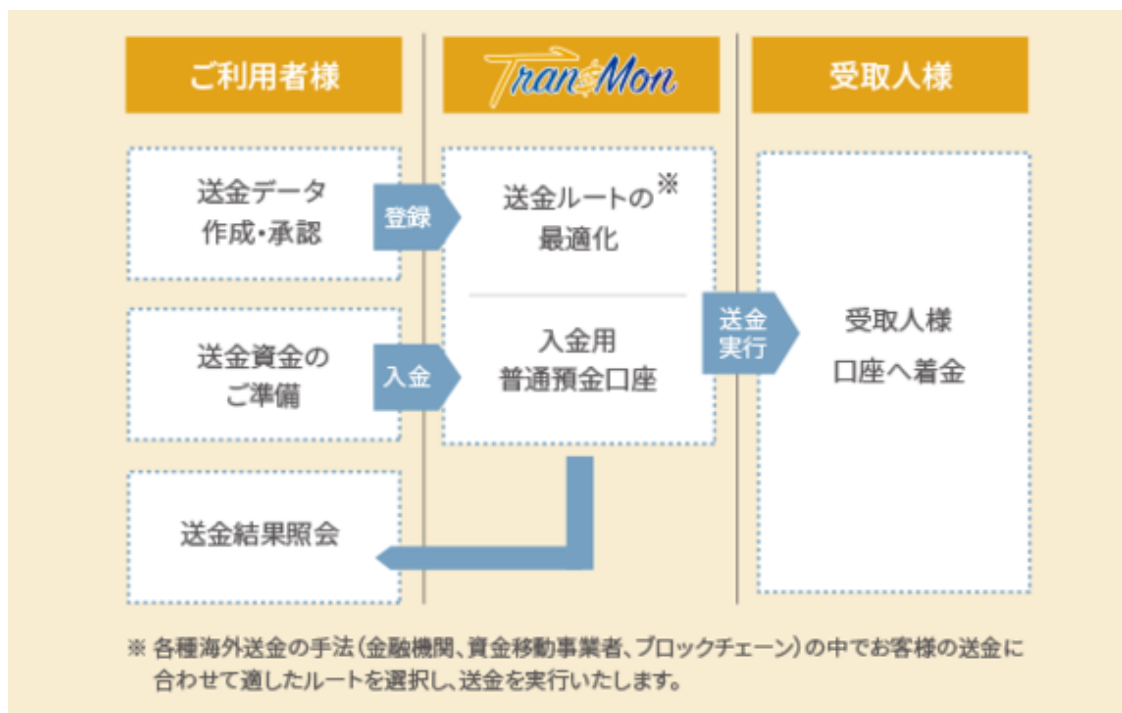 ご利用者様
Tran$Mon
受取人様
送金データ
作成・承認
登録
送金ルートの※
最適化
送金資金の
ご準備
入金
入金用
普通預金口座
送金
実行
受取人様
口座へ着金
送金結果照会
※ 各種海外送金の手法（金融機関、資金移動事業者、ブロックチェーン）の中でお客様の送金に
合わせて適したルートを選択し、送金を実行いたします。